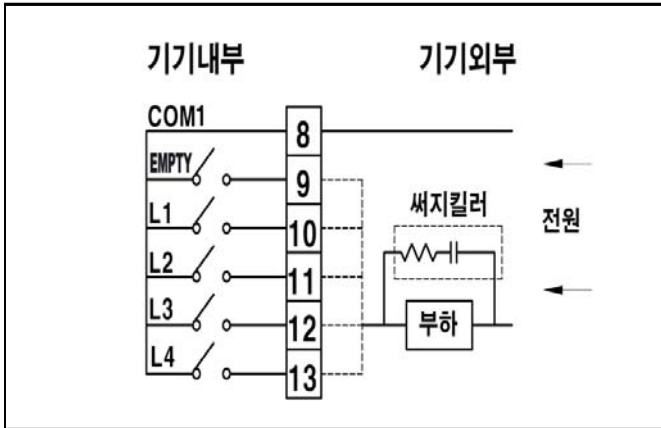 기기내부 기기외부
COM1 8
EMPTY 9
써지킬러
L1 10
전원
L2 11
L3 12
부하
L4 13